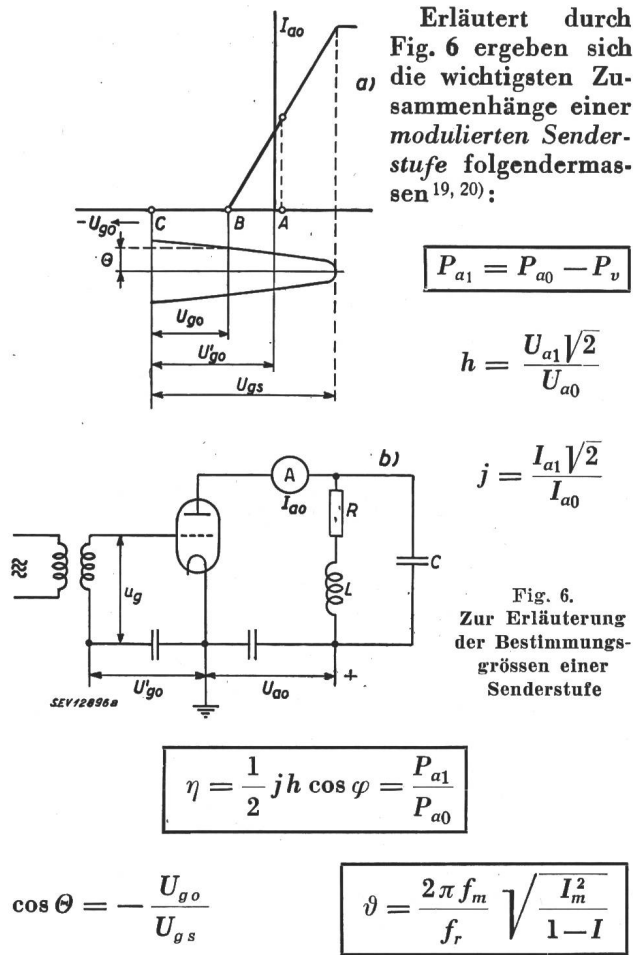 Erläutert durch
Fig. 6 ergeben sich
die wichtigsten Zu-
sammenhänge einer
modulierten Sender-
stufe folgendermas-
sen 19, 20):
a)
I_ao
-U_go
C
B
A
Θ
U_go
U'_go
U_gs
P_a1 = P_a0 − P_v
h = U_a1 √2 / U_a0
j = I_a1 √2 / I_a0
b)
A
I_ao
R
L
C
u_g
U'_go
U_ao
+
SEV12896a
Fig. 6.
Zur Erläuterung
der Bestimmungs-
grössen einer
Senderstufe
η = 1/2 j h cos φ = P_a1 / P_a0
cos Θ = − U_go / U_gs
ϑ = 2 π f_m / f_r √(I_m^2 / 1 − I)